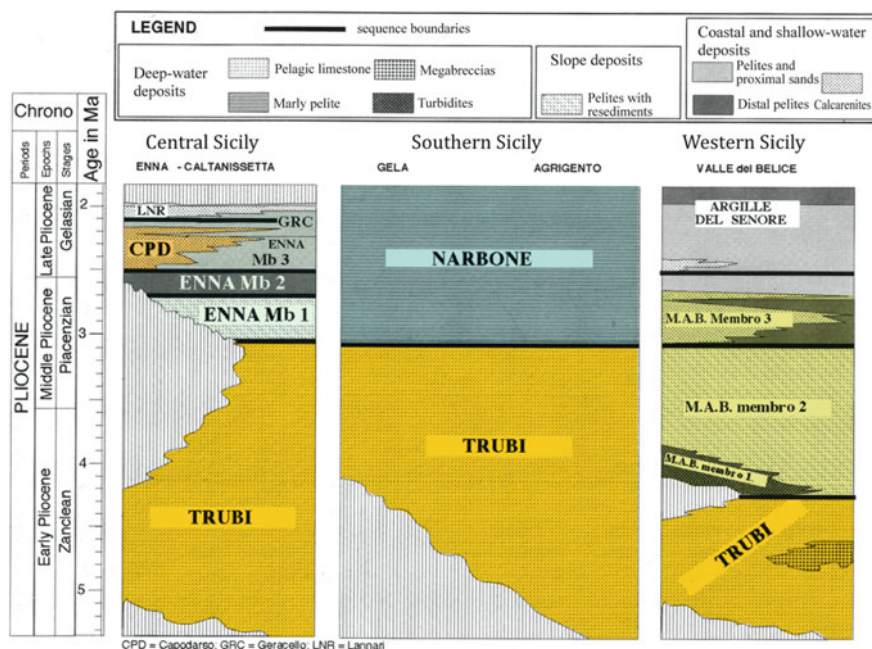 LEGEND
sequence boundaries
Deep-water deposits
Pelagic limestone
Megabreccias
Marly pelite
Turbidites
Slope deposits
Pelites with resediments
Coastal and shallow-water deposits
Pelites and proximal sands
Distal pelites
Calcarenites
Chrono
Age in Ma
Periods
Epochs
Stages
PLIOCENE
Late Pliocene
Middle Pliocene
Early Pliocene
Gelasian
Piacenzian
Zanclean
2
3
4
5
Central Sicily
ENNA - CALTANISSETTA
LNR
GRC
CPD
ENNA
Mb 3
ENNA Mb 2
ENNA Mb 1
TRUBI
Southern Sicily
GELA
AGRIGENTO
NARBONE
TRUBI
Western Sicily
VALLE del BELICE
ARGILLE
DEL SENORE
M.A.B. Membro 3
M.A.B. membro 2
M.A.B. membro 1.
TRUBI
CPD = Capodarso; GRC = Geracello; LNR = Lannari